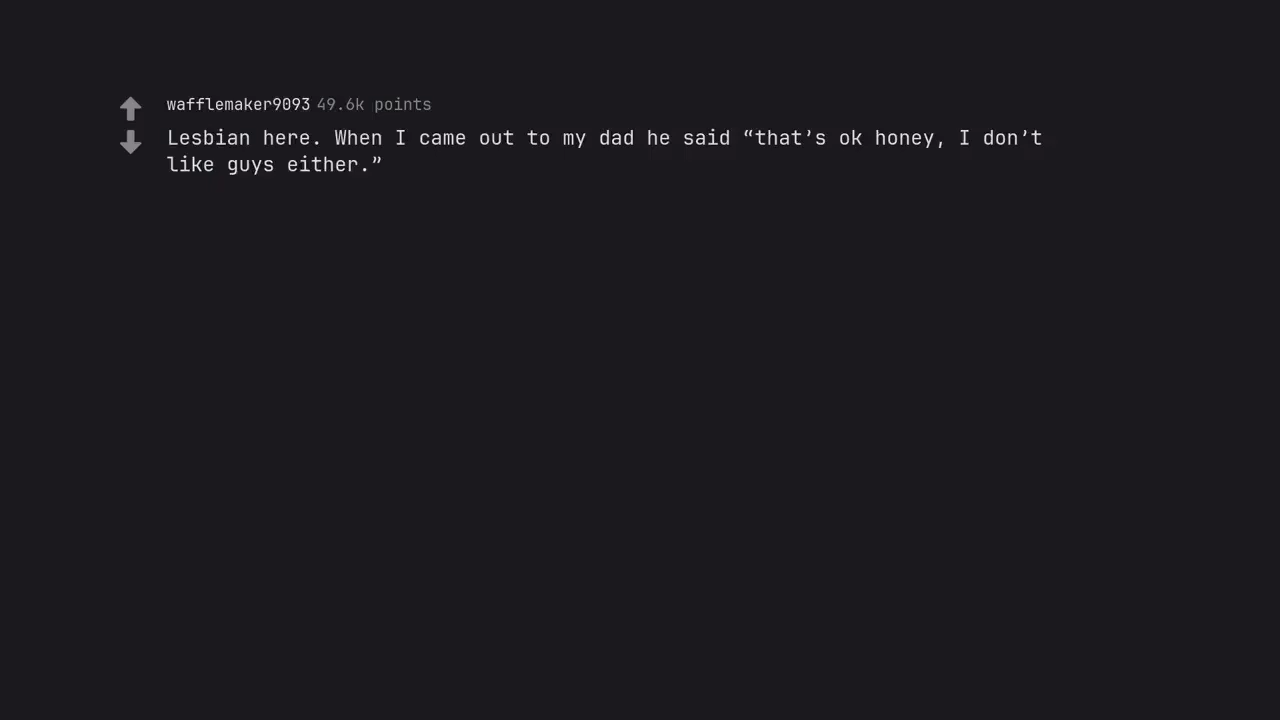 wafflemaker9093 49.6k points
Lesbian here. When I came out to my dad he said “that’s ok honey, I don’t
like guys either.”